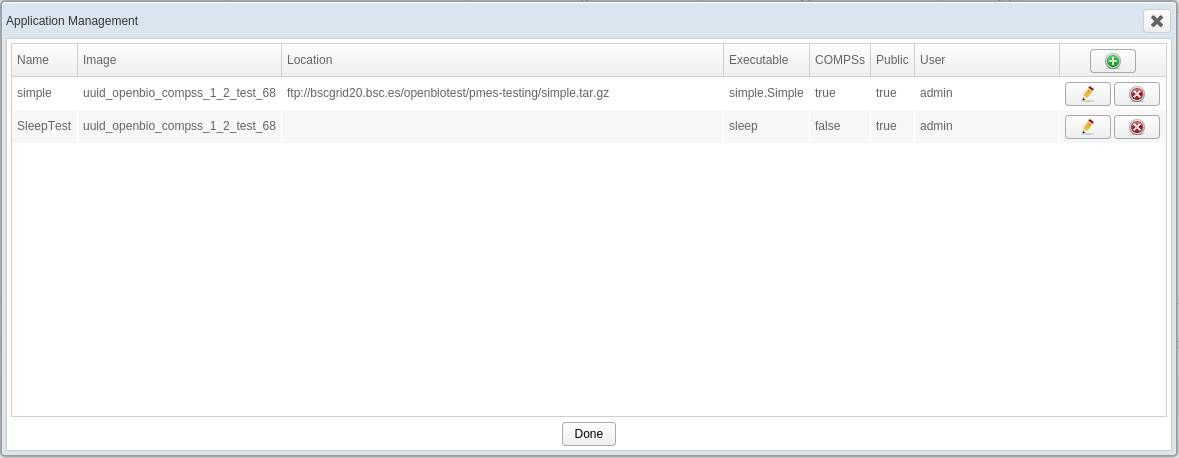 Application Management
Name Image Location Executable COMPSs Public User
simple uuid_openbio_compss_1_2_test_68 ftp://bscgrid20.bsc.es/openbiotest/pmes-testing/simple.tar.gz simple.Simple true true admin
SleepTest uuid_openbio_compss_1_2_test_68 sleep false true admin
Done